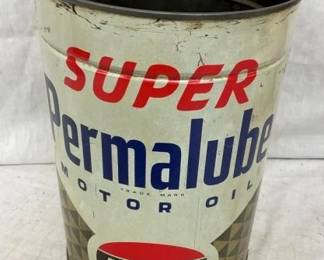 SUPER
Permalube
TRADE MARK
MOTOR OIL